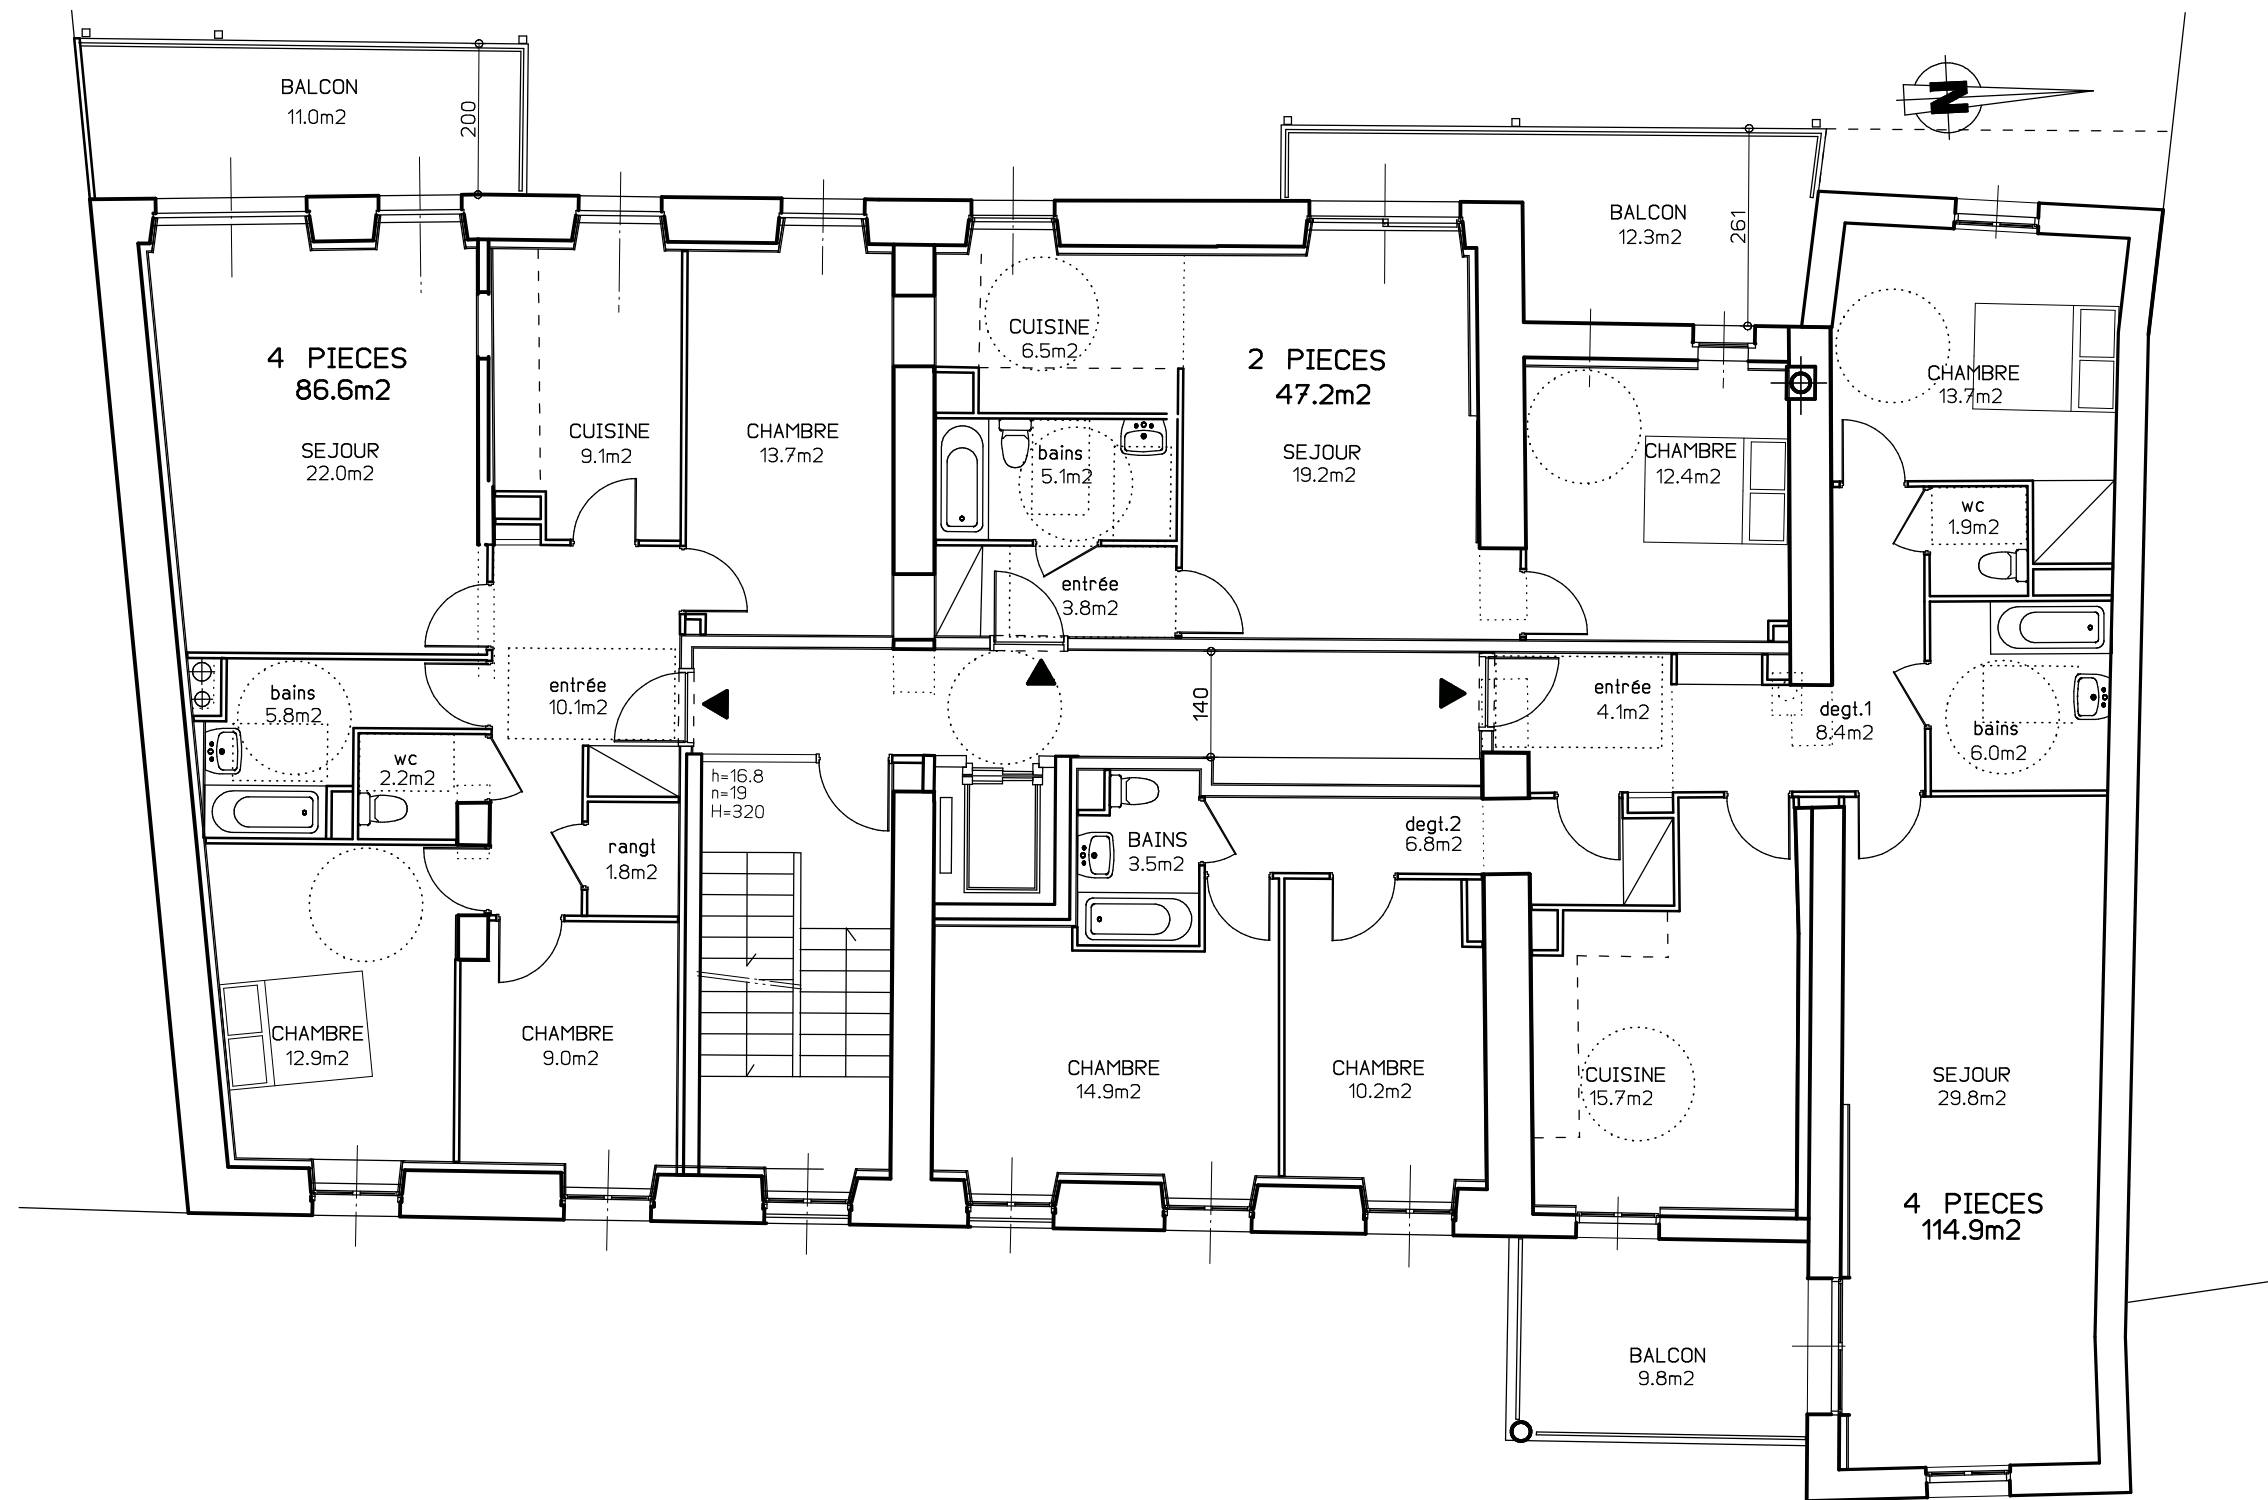 BALCON
11.0m2
200
N
BALCON
12.3m2
261
4 PIECES
86.6m2
SEJOUR
22.0m2
CUISINE
9.1m2
CHAMBRE
13.7m2
CUISINE
6.5m2
2 PIECES
47.2m2
SEJOUR
19.2m2
bains
5.1m2
CHAMBRE
12.4m2
CHAMBRE
13.7m2
wc
1.9m2
entrée
3.8m2
bains
5.8m2
entrée
10.1m2
140
entrée
4.1m2
degt.1
8.4m2
bains
6.0m2
wc
2.2m2
h=16.8
n=19
H=320
rangt
1.8m2
BAINS
3.5m2
degt.2
6.8m2
CHAMBRE
12.9m2
CHAMBRE
9.0m2
CHAMBRE
14.9m2
CHAMBRE
10.2m2
CUISINE
15.7m2
SEJOUR
29.8m2
4 PIECES
114.9m2
BALCON
9.8m2